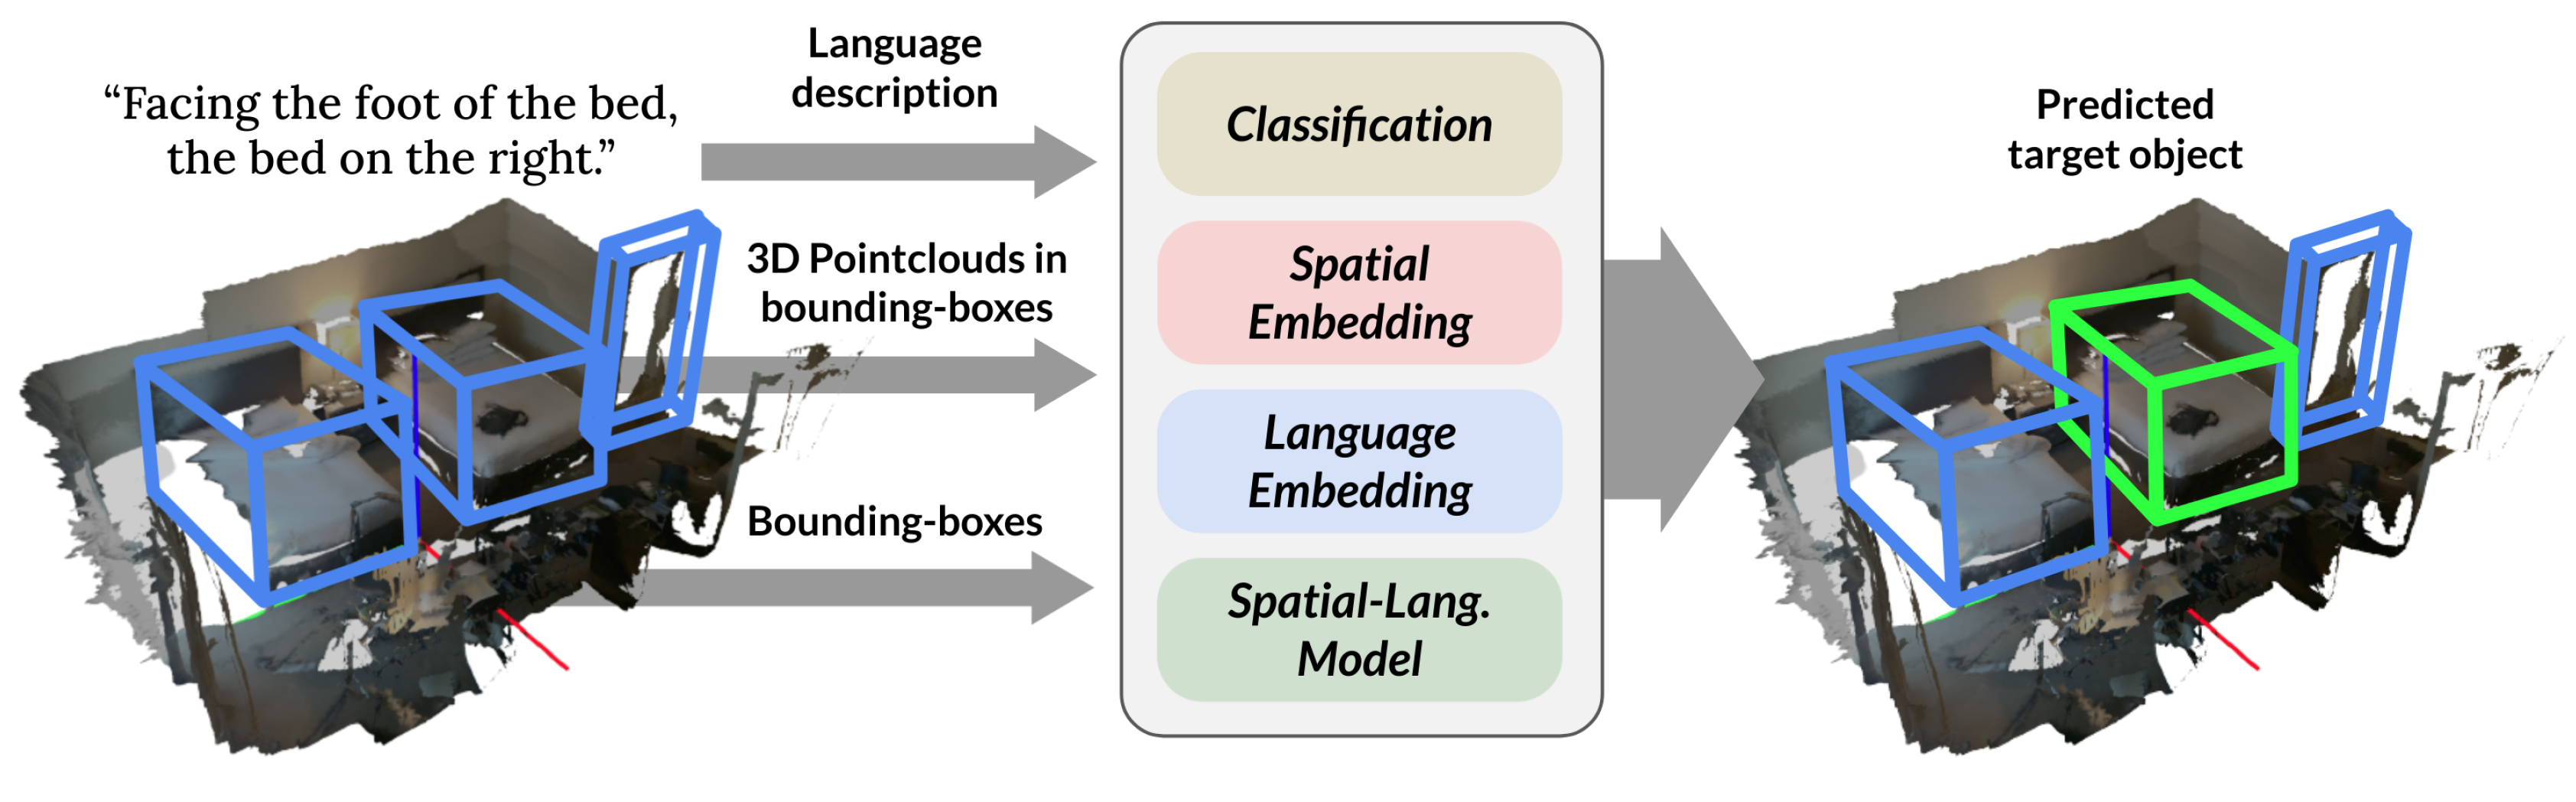 “Facing the foot of the bed,
the bed on the right.”
Language
description
3D Pointclouds in
bounding-boxes
Bounding-boxes
Classification
Spatial
Embedding
Language
Embedding
Spatial-Lang.
Model
Predicted
target object